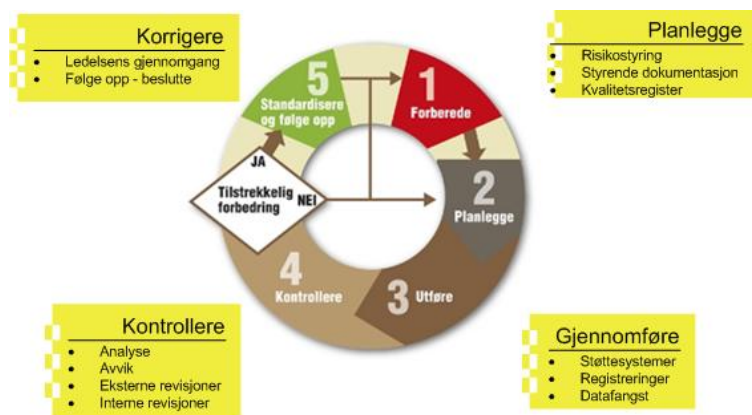 Korrigere
• Ledelsens gjennomgang
• Følge opp - beslutte
Planlegge
• Risikostyring
• Styrende dokumentasjon
• Kvalitetsregister
5
Standardisere
og følge opp
1
Forberede
JA
Tilstrekkelig
forbedring
NEI
2
Planlegge
4
Kontrollere
3
Utføre
Kontrollere
• Analyse
• Avvik
• Eksterne revisjoner
• Interne revisjoner
Gjennomføre
• Støttesystemer
• Registreringer
• Datafangst